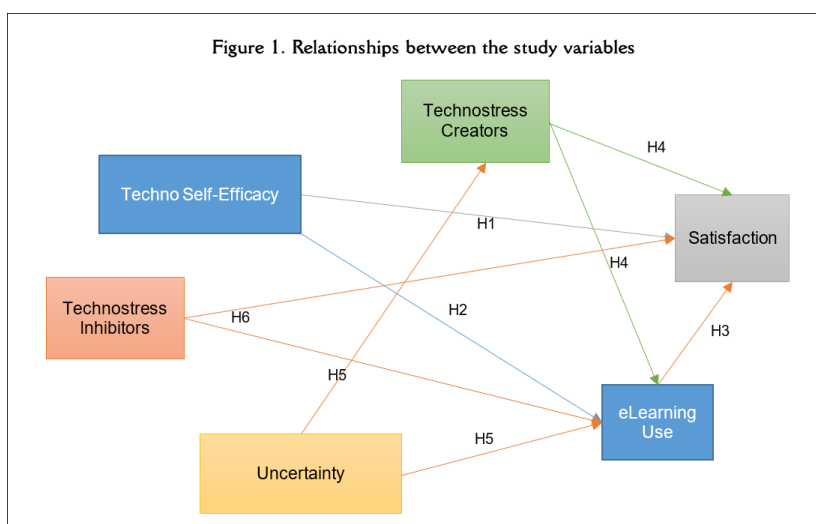 Figure 1. Relationships between the study variables
Technostress
Creators
H4
Techno Self-Efficacy
H1
Satisfaction
H4
Technostress
Inhibitors
H6
H2
H3
H5
eLearning
Use
H5
Uncertainty